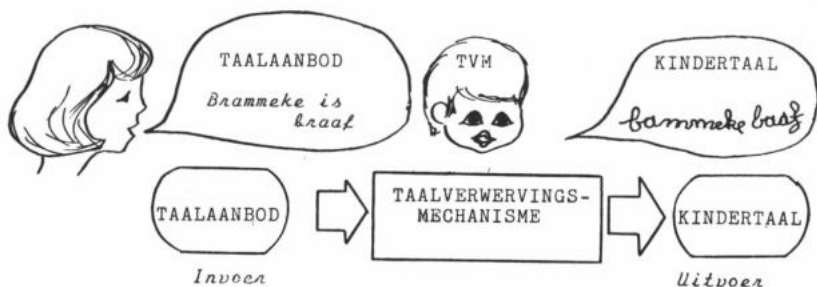 TAALAANBOD
Brammeke is
braaf
TVM
KINDERTAAL
bammeke baaf
TAALAANBOD
TAALVERWERVINGS-
MECHANISME
KINDERTAAL
Invoer
Uitvoer